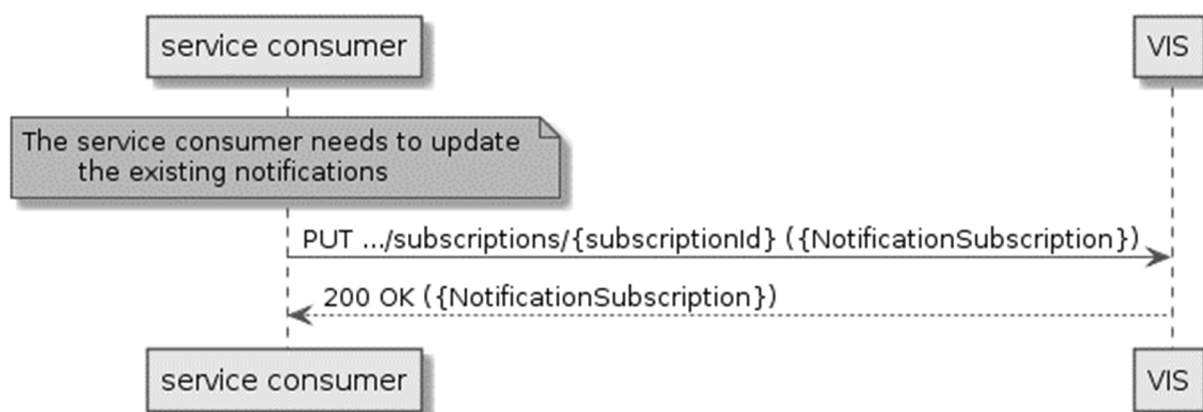 service consumer
VIS
The service consumer needs to update
the existing notifications
PUT .../subscriptions/{subscriptionId} ({NotificationSubscription})
200 OK ({NotificationSubscription})
service consumer
VIS